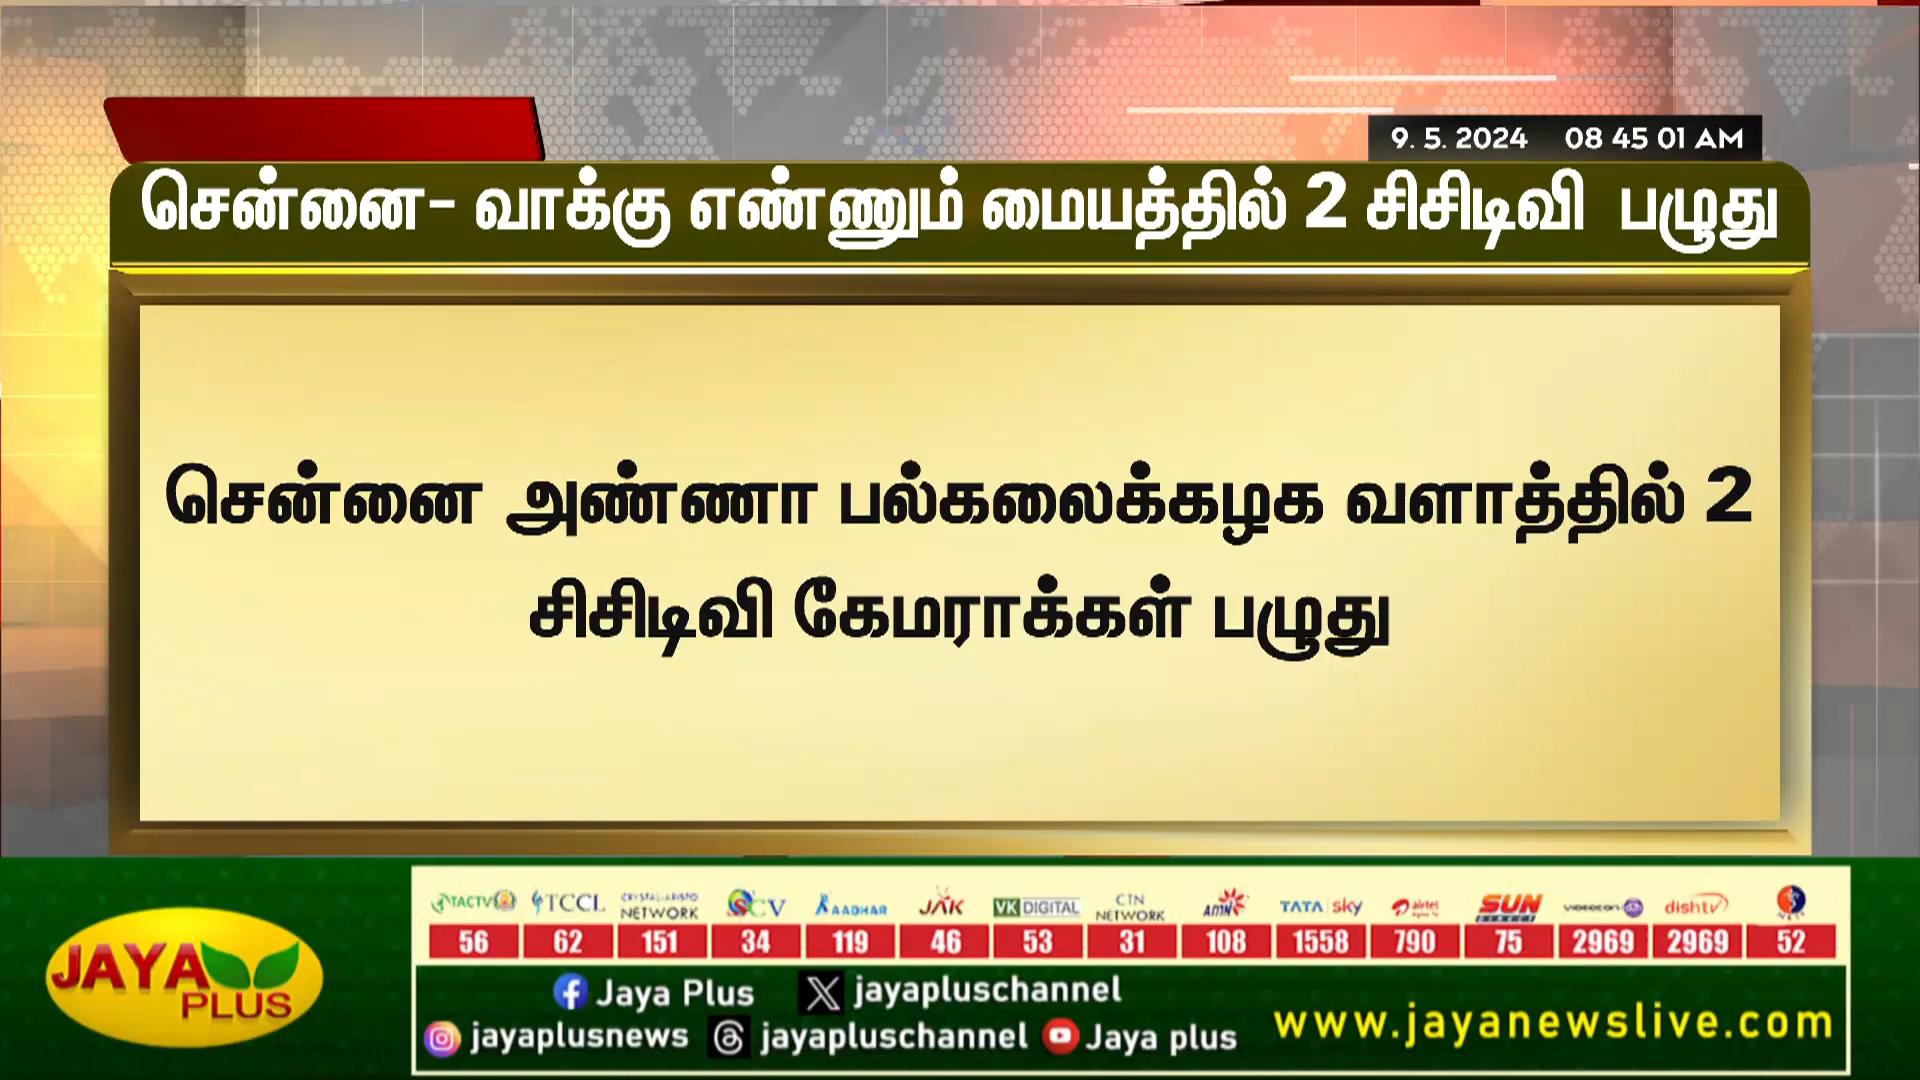 9. 5. 2024 08 45 01 AM
சென்னை- வாக்கு எண்ணும் மையத்தில் 2 சிசிடிவி பழுது
சென்னை அண்ணா பல்கலைக்கழக வளாத்தில் 2
சிசிடிவி கேமராக்கள் பழுது
JAYA
PLUS
TACTV TCCL NETWORK SCV AADHAR JAK VK DIGITAL CTN NETWORK AMN TATA sky airtel SUN DIRECT videocon dishtv
56 62 151 34 119 46 53 31 108 1558 790 75 2969 2969 52
Jaya Plus jayapluschannel
jayaplusnews jayapluschannel Jaya plus
www.jayanewslive.com